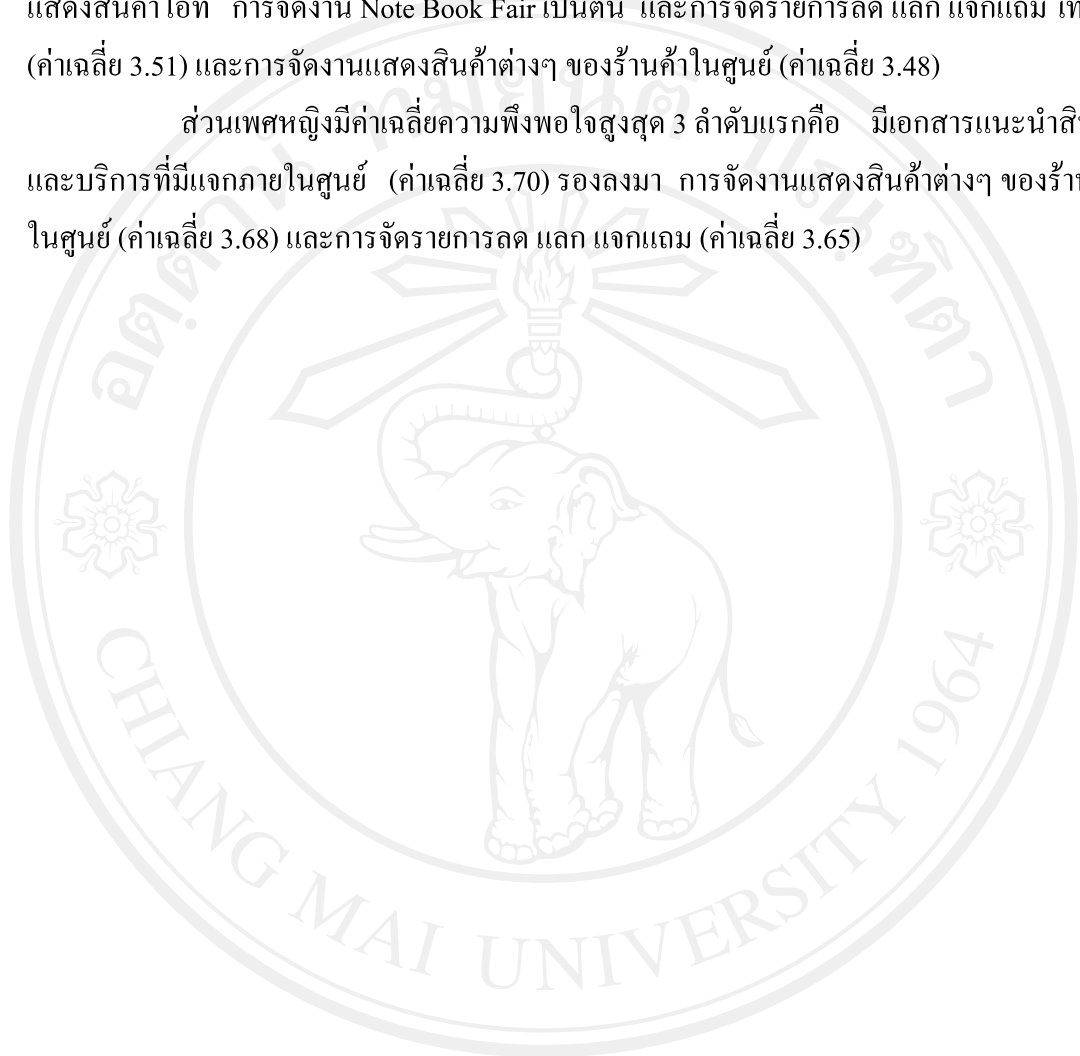 แสดงสินค้าไอที การจัดงาน Note Book Fair เป็นต้น และการจัดรายการลด แลก แจกแถม
(ค่าเฉลี่ย 3.51) และการจัดงานแสดงสินค้าต่างๆ ของร้านค้าในศูนย์ (ค่าเฉลี่ย 3.48)
ส่วนเพศหญิงมีค่าเฉลี่ยความพึงพอใจสูงสุด 3 ลำดับแรกคือ มีเอกสารแนะนำ
และบริการที่มีแจกภายในศูนย์ (ค่าเฉลี่ย 3.70) รองลงมา การจัดงานแสดงสินค้าต่างๆ ของ
ในศูนย์ (ค่าเฉลี่ย 3.68) และการจัดรายการลด แลก แจกแถม (ค่าเฉลี่ย 3.65)
อตฺตานํ ทมยนฺติ ปณฺฑิตา
CHIANG MAI UNIVERSITY 1964